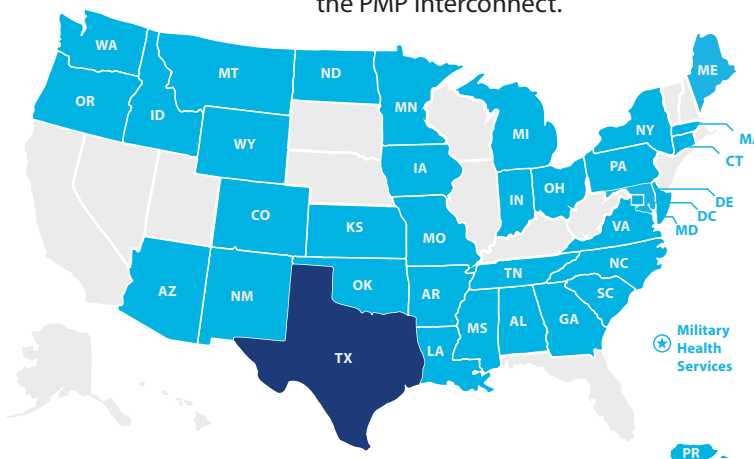 the PMP Interconnect.
WA
MT
ND
ME
OR
ID
MN
WY
MI
NY
MA
CT
IA
PA
IN
OH
DE
DC
MD
CO
KS
MO
VA
NC
TN
AZ
NM
OK
AR
SC
MS
AL
GA
LA
TX
Military
Health
Services
PR